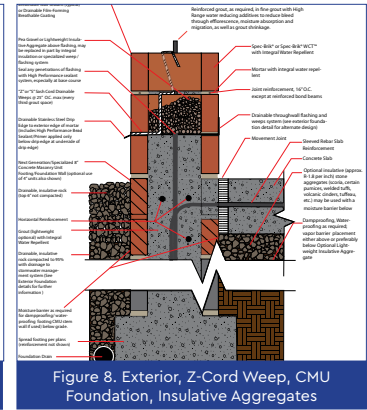 or Drainable Film-Forming
Breathable Coating
Pea Gravel or Lightweight Insula-
tive Aggregate above flashing, may
be replaced in part by Integral
Insulation or specialized weep /
flashing system
Seal any penetrations of flashing
with High Performance sealant
system, especially at base course
"Z" or "S" Sash-Cord Drainable
Weeps @ 25" O.C. max (every
third grout space)
Drainable Stainless Steel Drip
Edge to exterior edge of mortar
(includes High Performance Bead
Sealant/Primer applied only
below drip edge at underside of
drip edge)
Next Generation/Specialized 8"
Concrete Masonry Unit
Footing/Foundation Wall (optional use
of 4" units also shown)
Drainable, insulative-rock
(top 6" not compacted)
Horizontal Reinforcement
Grout (lightweight
optional) with integral
Water Repellent
Drainable, insulative
rock compacted to 90%
with drainage to
stormwater manage-
ment system (See
Exterior Foundation
details for further
information )
Moisture-barrier as required
for dampproofing/water-
proofing, footing CMU stem
wall if used) below grade.
Spread footing per plans
(reinforcement not shown)
Foundation Drain
Reinforced grout, as required, in fine grout with High
Range water reducing additives to reduce bleed
through efflorescence, moisture absorption and
migration, as well as grout shrinkage.
Spec-Brik® or Spec-Brik® WCT™
with Integral Water Repellent
Mortar with integral water repel-
lent
Joint reinforcement, 16" O.C.
except at reinforced bond beams
Drainable throughwall flashing and
weeps system (see exterior founda-
tion detail for alternate design)
Movement Joint
Sleeved Rebar Slab
Reinforcement
Concrete Slab
Optional Insulative (approx.
R-1.8 per inch) stone
aggregates (scoria, certain
pumices, welded tuffs,
volcanic cinders, tuffeau,
etc.) may be used with a
moisture barrier below
Dampproofing, Water-
proofing as required;
vapor barrier placement
either above or preferably
below Optional Light-
weight Insulative Aggre-
gate
Figure 8. Exterior, Z-Cord Weep, CMU
Foundation, Insulative Aggregates